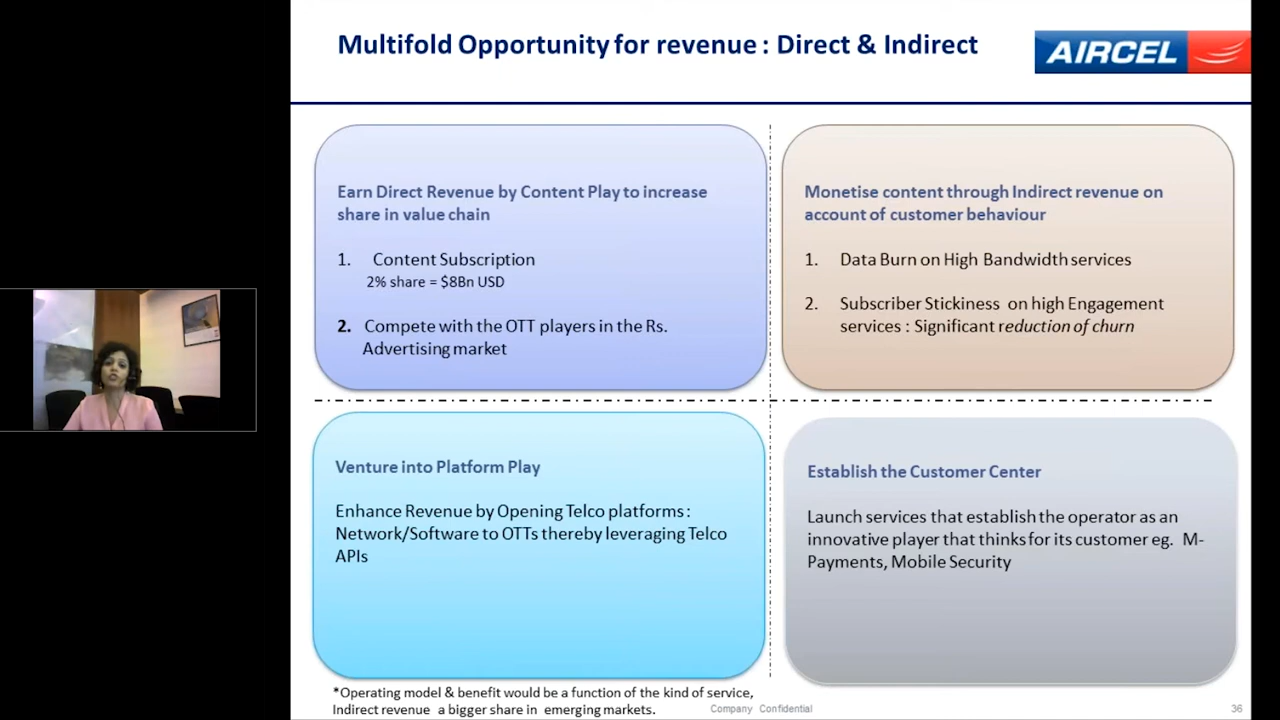 Multifold Opportunity for revenue : Direct & Indirect
AIRCEL
Earn Direct Revenue by Content Play to increase
share in value chain
1. Content Subscription
2% share = $8Bn USD
2. Compete with the OTT players in the Rs.
Advertising market
Monetise content through Indirect revenue on
account of customer behaviour
1. Data Burn on High Bandwidth services
2. Subscriber Stickiness on high Engagement
services : Significant reduction of churn
Venture into Platform Play
Enhance Revenue by Opening Telco platforms :
Network/Software to OTTs thereby leveraging Telco
APIs
Establish the Customer Center
Launch services that establish the operator as an
innovative player that thinks for its customer eg. M-
Payments, Mobile Security
*Operating model & benefit would be a function of the kind of service,
Indirect revenue a bigger share in emerging markets.
Company Confidential
36